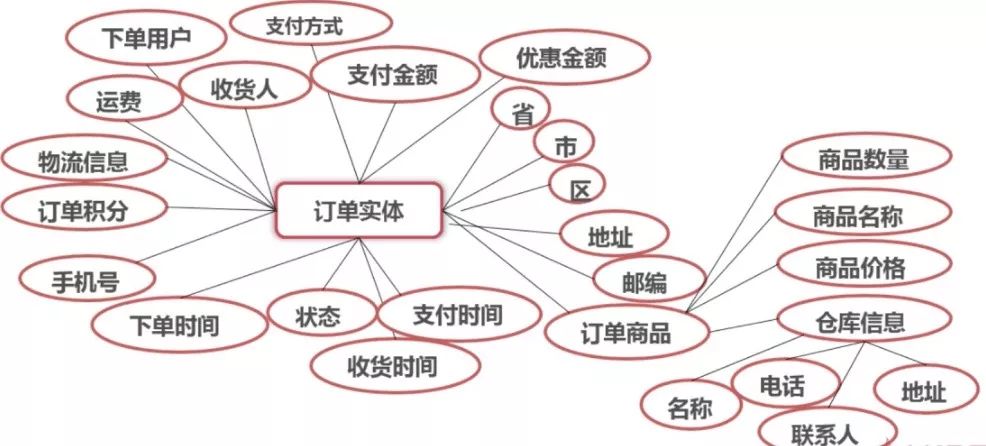 下单用户
支付方式
优惠金额
支付金额
收货人
运费
省
市
商品数量
物流信息
区
订单实体
订单积分
商品名称
地址
商品价格
手机号
邮编
下单时间
状态
支付时间
订单商品
仓库信息
收货时间
名称
电话
地址
联系人